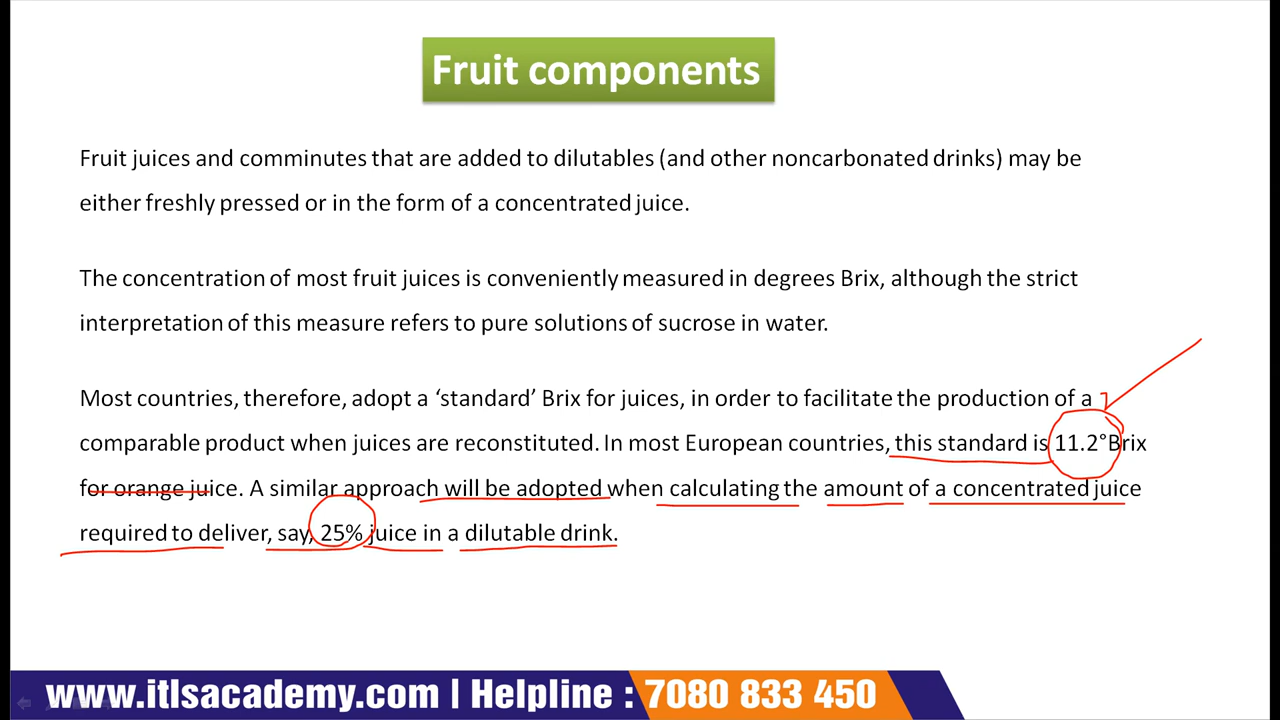 Fruit components
Fruit juices and comminutes that are added to dilutables (and other noncarbonated drinks) may be
either freshly pressed or in the form of a concentrated juice.
The concentration of most fruit juices is conveniently measured in degrees Brix, although the strict
interpretation of this measure refers to pure solutions of sucrose in water.
Most countries, therefore, adopt a ‘standard’ Brix for juices, in order to facilitate the production of a
comparable product when juices are reconstituted. In most European countries, this standard is 11.2°Brix
for orange juice. A similar approach will be adopted when calculating the amount of a concentrated juice
required to deliver, say, 25% juice in a dilutable drink.
www.itlsacademy.com | Helpline : 7080 833 450